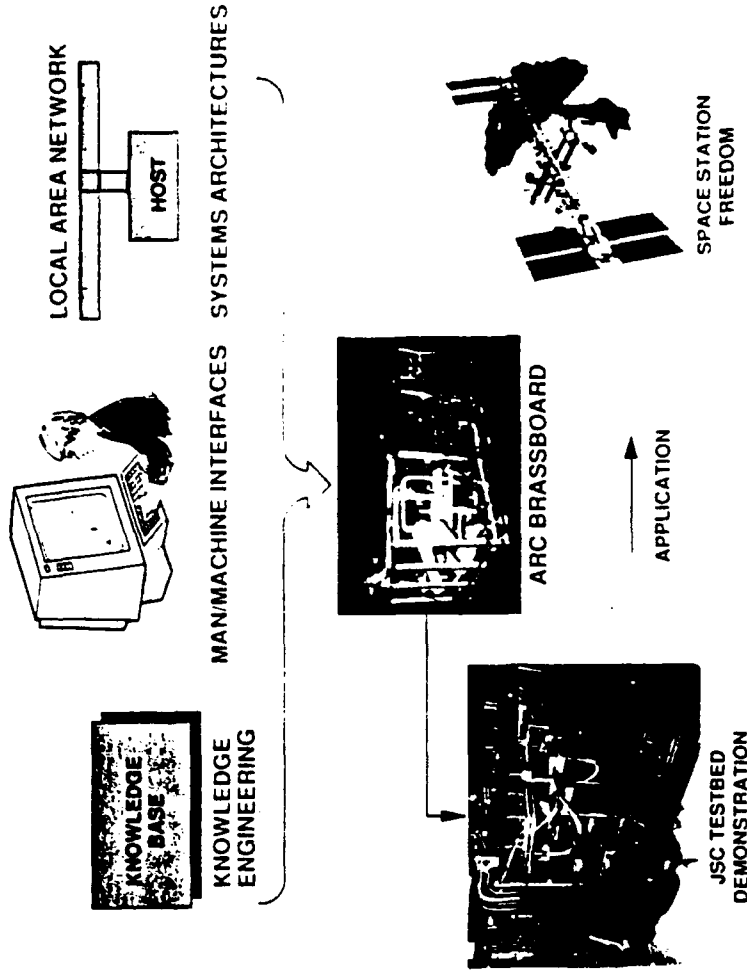 KNOWLEDGE
BASE
KNOWLEDGE
ENGINEERING
MAN/MACHINE INTERFACES
LOCAL AREA NETWORK
HOST
SYSTEMS ARCHITECTURES
ARC BRASSBOARD
JSC TESTBED
DEMONSTRATION
APPLICATION
SPACE STATION
FREEDOM